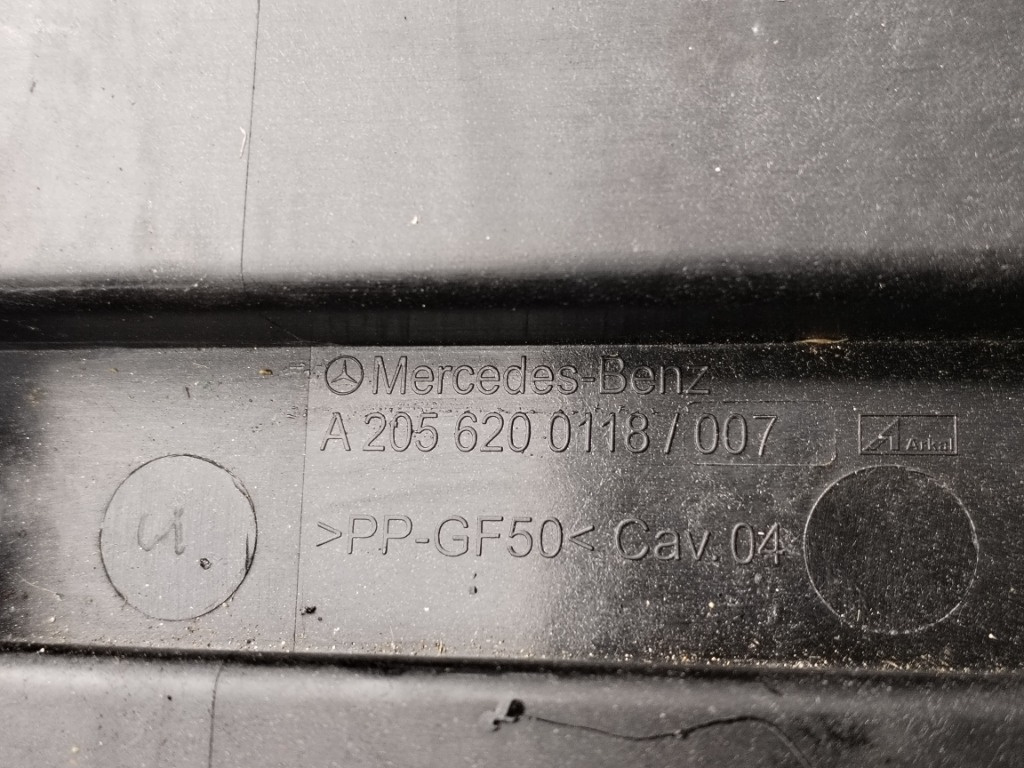 Mercedes-Benz
A 205 620 0118 / 007
Arkal
>PP-GF50< Cav. 04